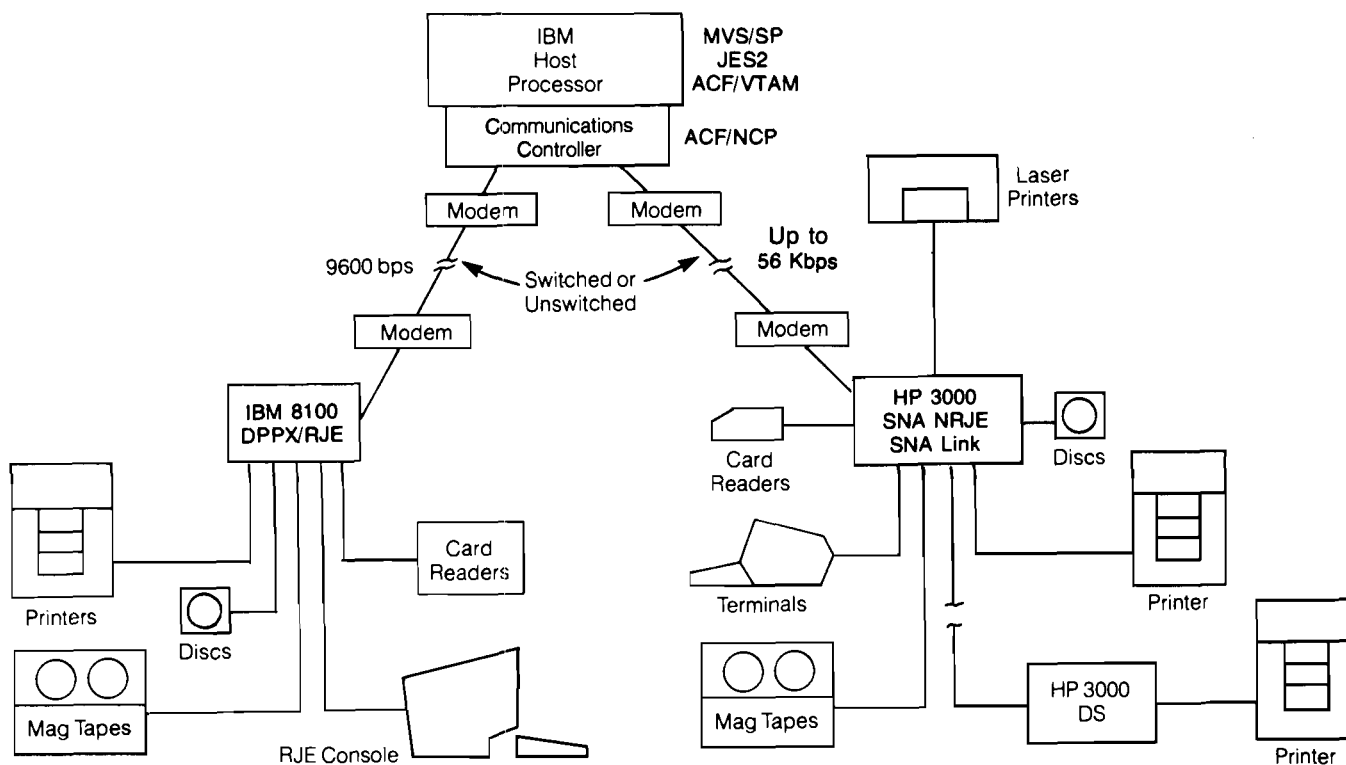 IBM
Host
Processor
MVS/SP
JES2
ACF/VTAM
Communications
Controller
ACF/NCP
Modem
Modem
Laser
Printers
9600 bps
Switched or
Unswitched
Up to
56 Kbps
Modem
Modem
IBM 8100
DPPX/RJE
HP 3000
SNA NRJE
SNA Link
Card
Readers
Discs
Printers
Card
Readers
Discs
Terminals
Printer
Mag Tapes
RJE Console
Mag Tapes
HP 3000
DS
Printer